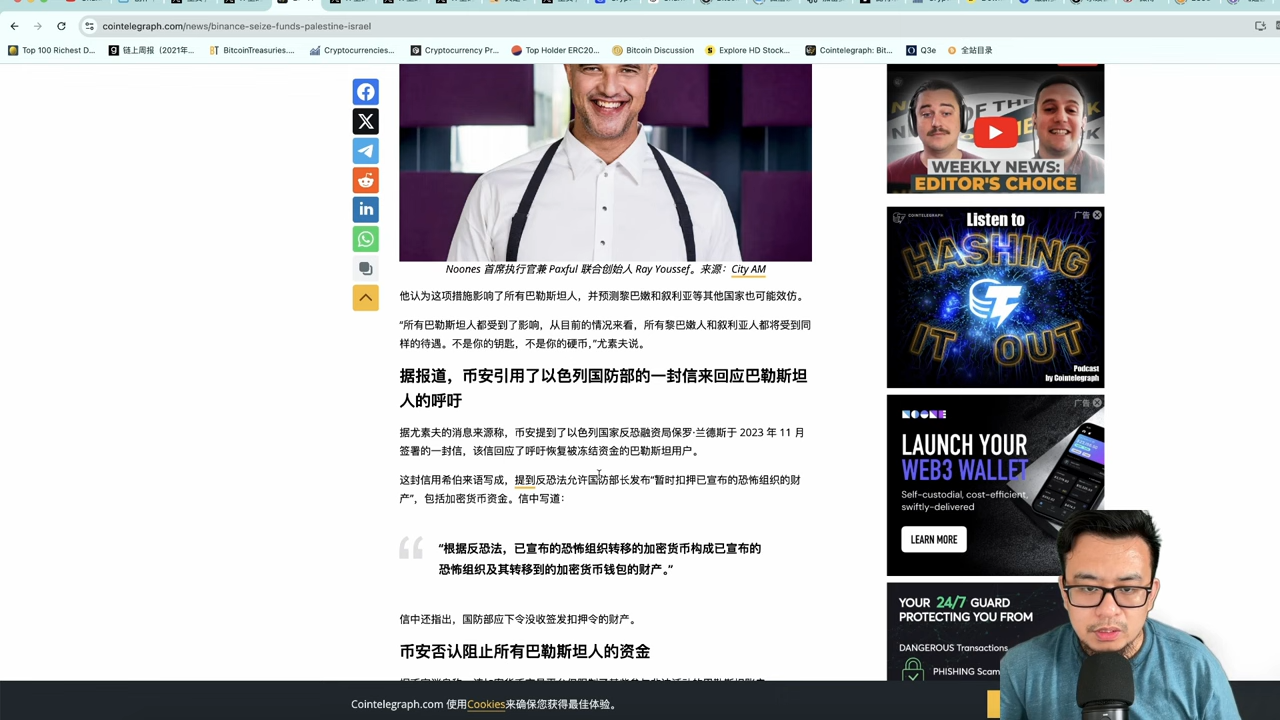 cointelegraph.com/news/binance-seize-funds-palestine-israel
Top 100 Richest D...
链上周报（2021年...
BitcoinTreasuries....
Cryptocurrencies...
Cryptocurrency Pr...
Top Holder ERC20...
Bitcoin Discussion
Explore HD Stock...
Cointelegraph: Bit...
Q3e
全站目录
Noones 首席执行官兼 Paxful 联合创始人 Ray Youssef。来源：City AM
他认为这项措施影响了所有巴勒斯坦人，并预测黎巴嫩和叙利亚等其他国家也可能效仿。
“所有巴勒斯坦人都受到了影响，从目前的情况来看，所有黎巴嫩人和叙利亚人都将受到同
样的待遇。不是你的钥匙，不是你的硬币，”尤素夫说。
据报道，币安引用了以色列国防部的一封信来回应巴勒斯坦
人的呼吁
据尤素夫的消息来源称，币安提到了以色列国家反恐融资局保罗·兰德斯于 2023 年 11 月
签署的一封信，该信回应了呼吁恢复被冻结资金的巴勒斯坦用户。
这封信用希伯来语写成，提到反恐法允许国防部长发布“暂时扣押已宣布的恐怖组织的财
产”，包括加密货币资金。信中写道：
“根据反恐法，已宣布的恐怖组织转移的加密货币构成已宣布的
恐怖组织及其转移到的加密货币钱包的财产。”
信中还指出，国防部应下令没收签发扣押令的财产。
币安否认阻止所有巴勒斯坦人的资金
Cointelegraph.com 使用Cookies来确保您获得最佳体验。
WEEKLY NEWS:
EDITOR'S CHOICE
COINTELEGRAPH
广告
Listen to
HASHING
IT OUT
Podcast
by Cointelegraph
广告
NOONES
LAUNCH YOUR
WEB3 WALLET
Self-custodial, cost-efficient,
swiftly-delivered
LEARN MORE
YOUR 24/7 GUARD
PROTECTING YOU FROM
DANGEROUS Transactions
PHISHING Scam